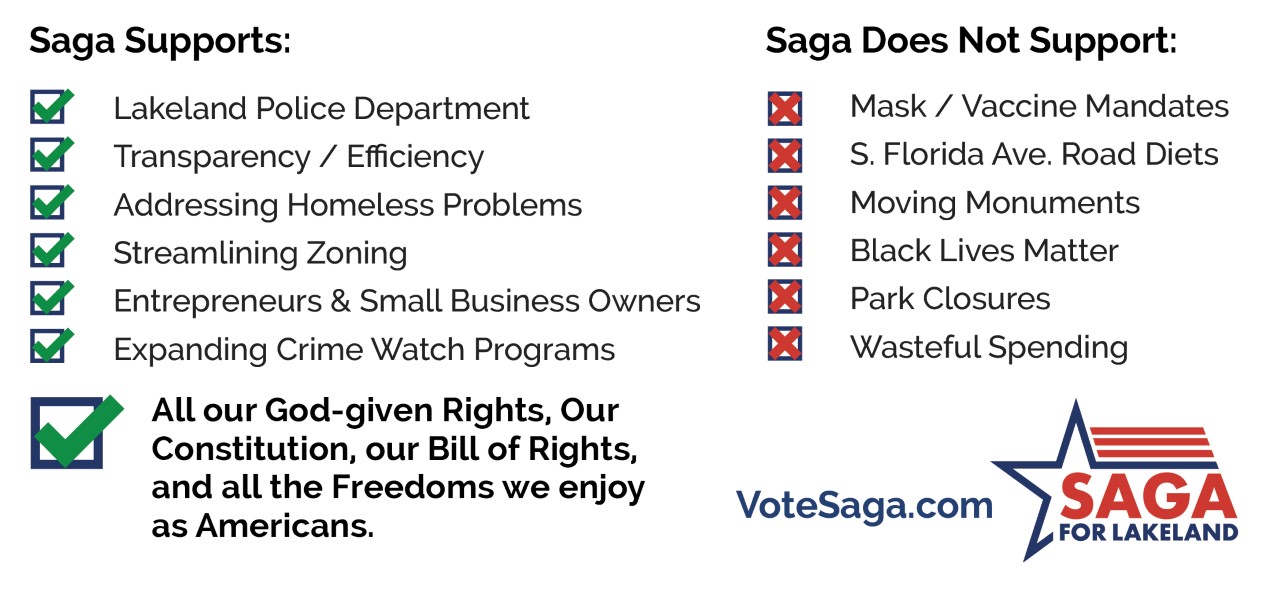 Saga Supports:
Lakeland Police Department
Transparency / Efficiency
Addressing Homeless Problems
Streamlining Zoning
Entrepreneurs & Small Business Owners
Expanding Crime Watch Programs
All our God-given Rights, Our
Constitution, our Bill of Rights,
and all the Freedoms we enjoy
as Americans.
Saga Does Not Support:
Mask / Vaccine Mandates
S. Florida Ave. Road Diets
Moving Monuments
Black Lives Matter
Park Closures
Wasteful Spending
VoteSaga.com
SAGA
FOR LAKELAND